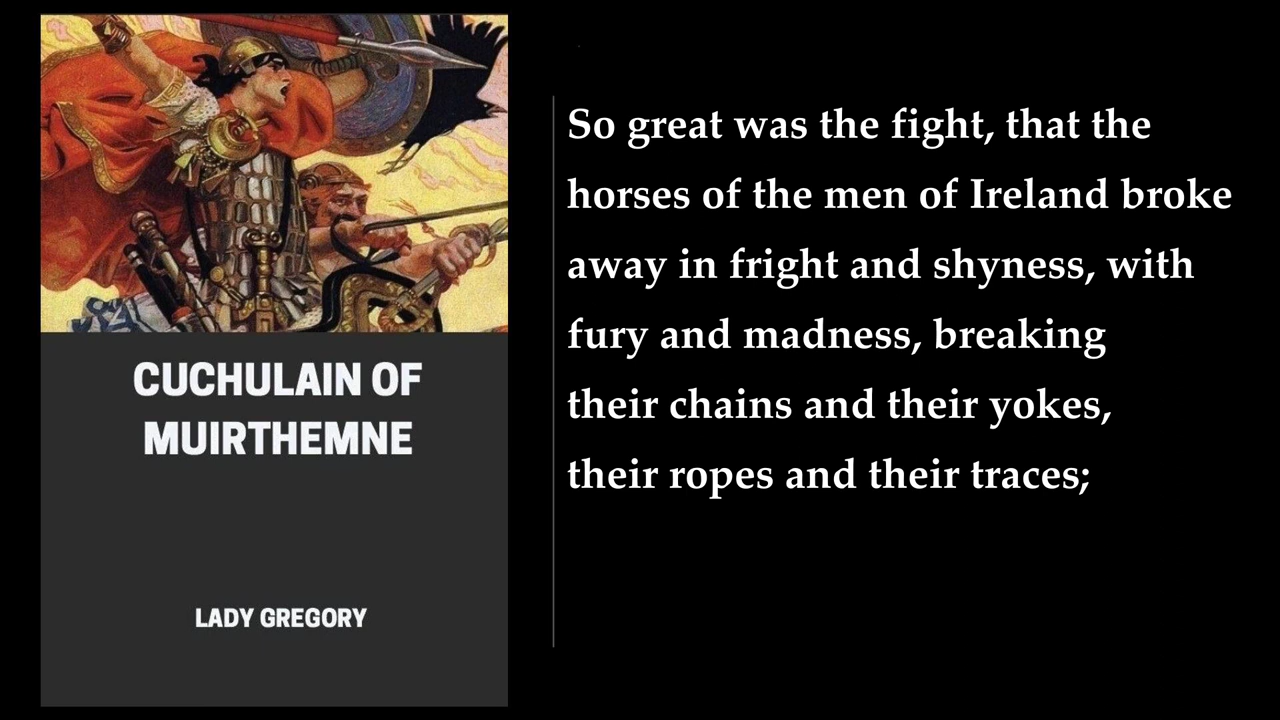 CUCHULAIN OF
MUIRTHEMNE
LADY GREGORY
So great was the fight, that the
horses of the men of Ireland broke
away in fright and shyness, with
fury and madness, breaking
their chains and their yokes,
their ropes and their traces;